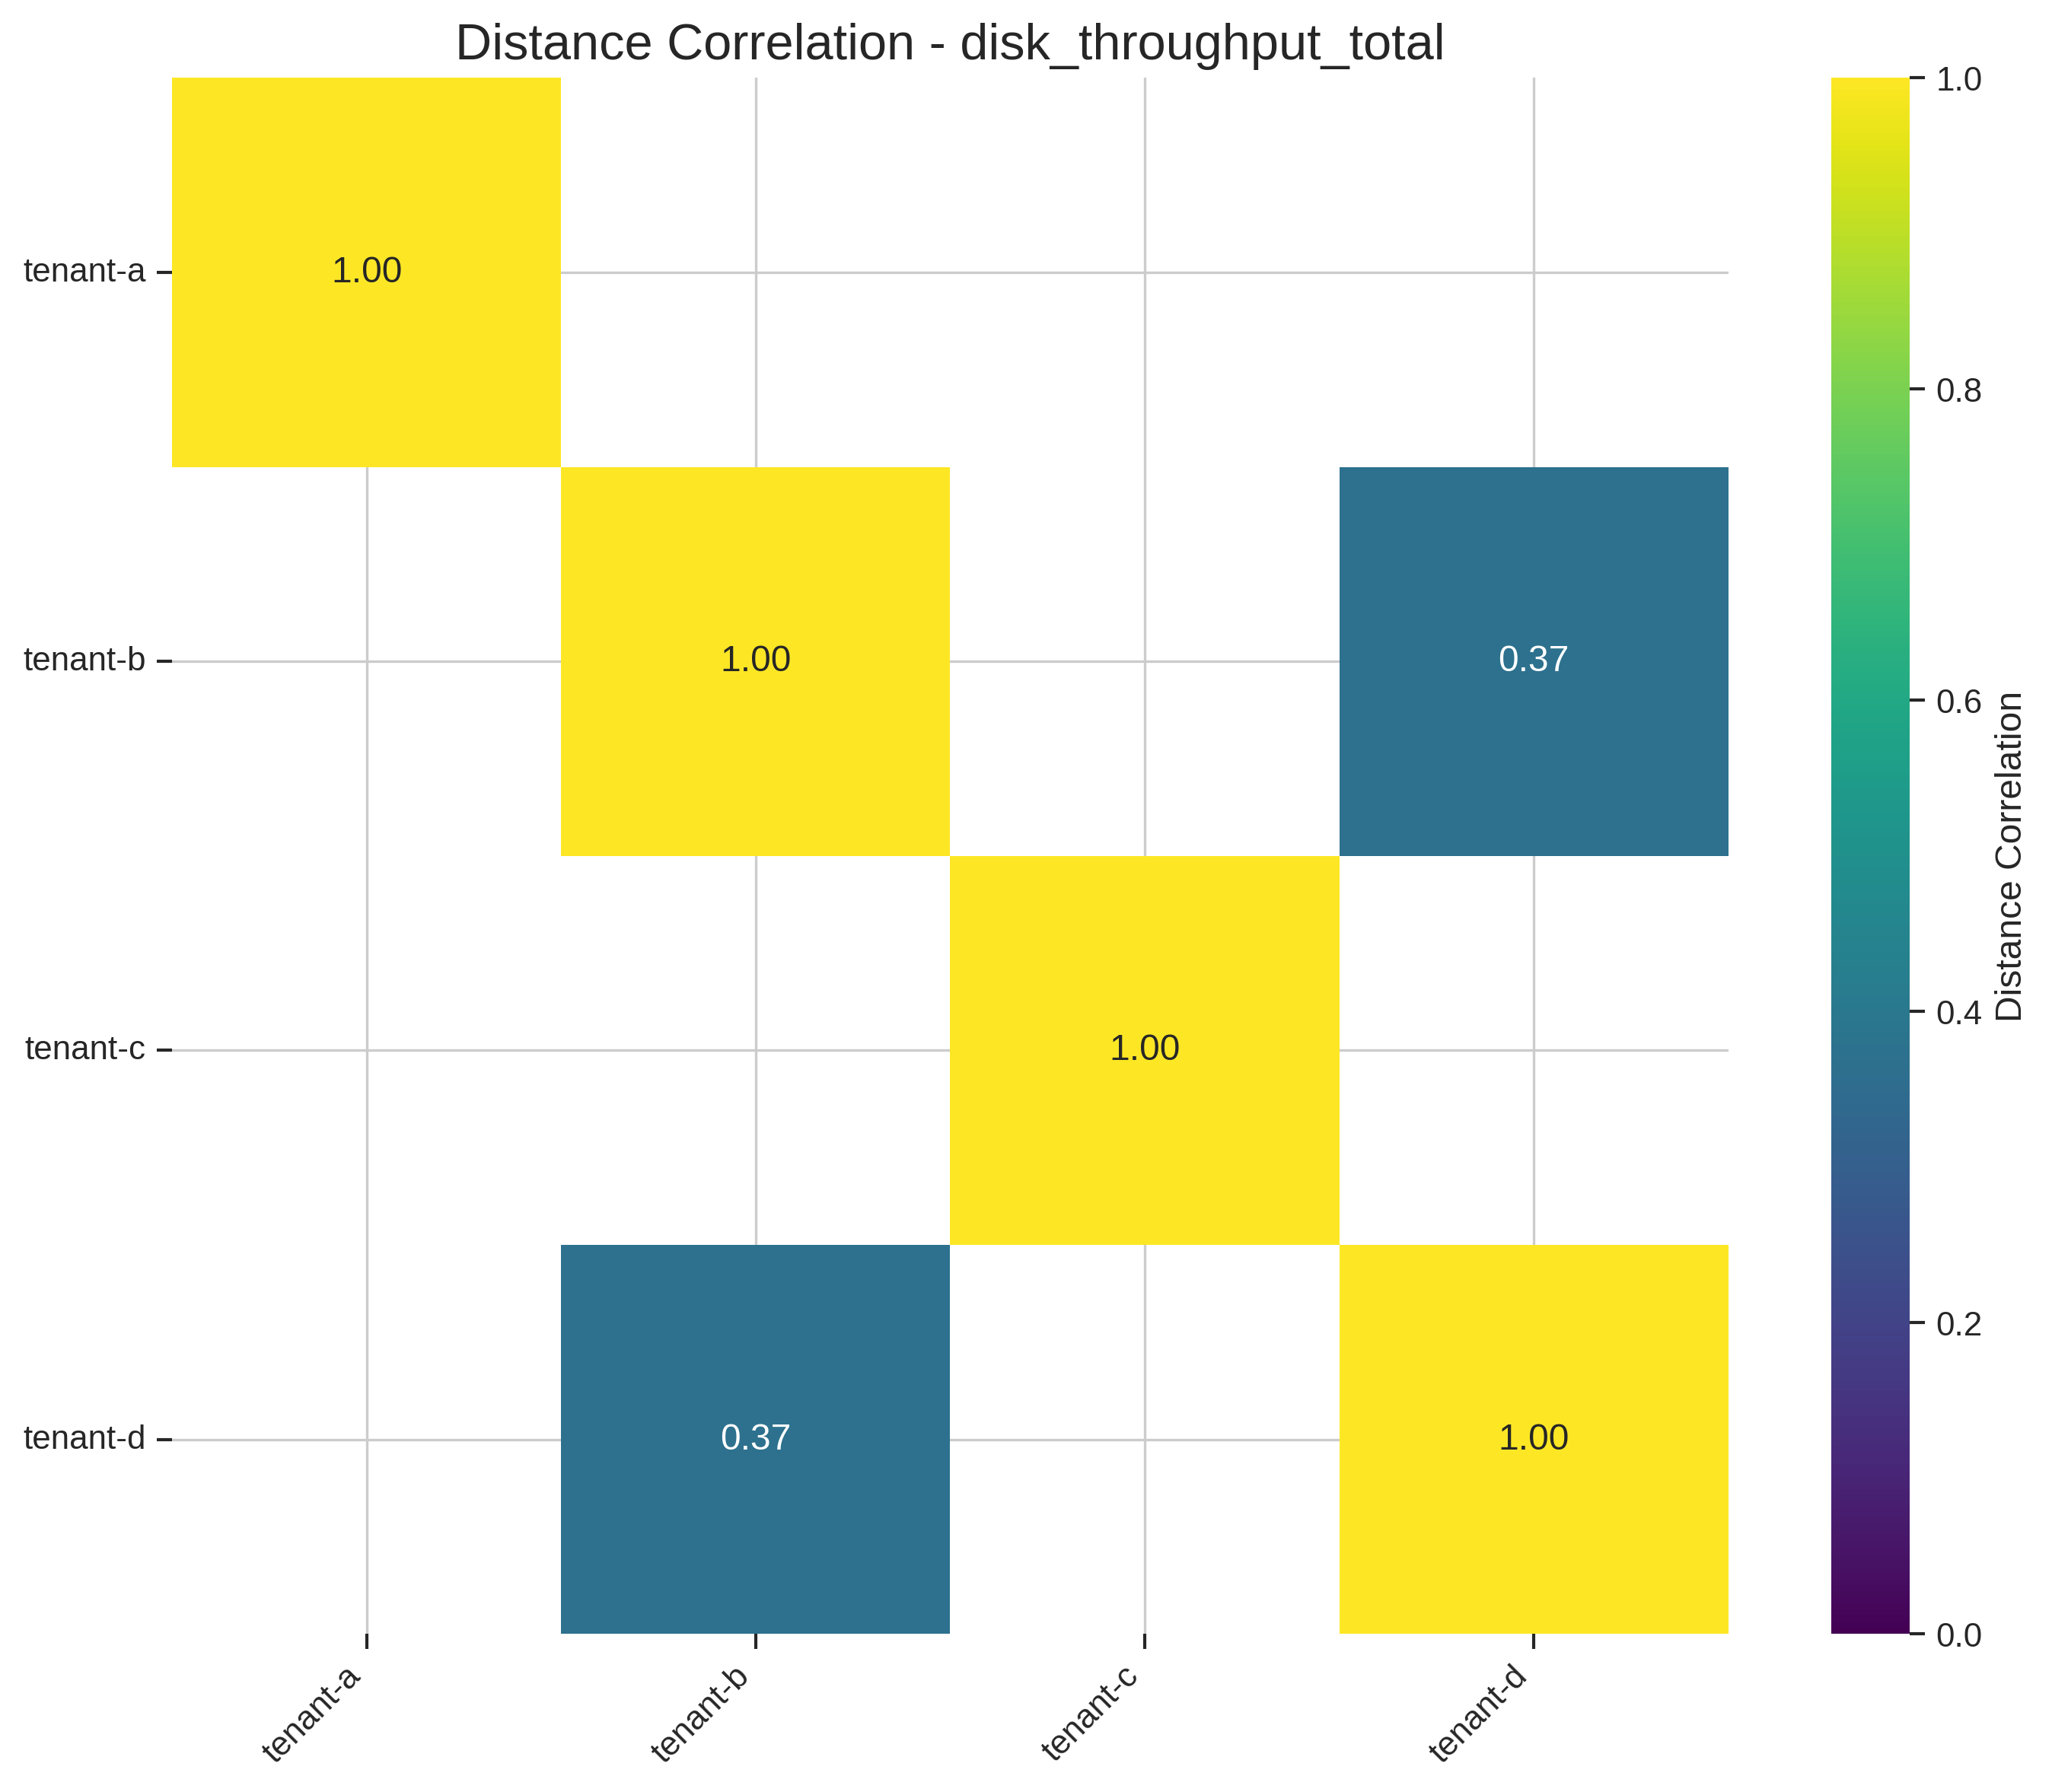 Distance Correlation - disk_throughput_total
tenant-a
1.00
tenant-b
1.00
0.37
tenant-c
1.00
tenant-d
0.37
1.00
tenant-a
tenant-b
tenant-c
tenant-d
1.0
0.8
0.6
0.4
0.2
0.0
Distance Correlation